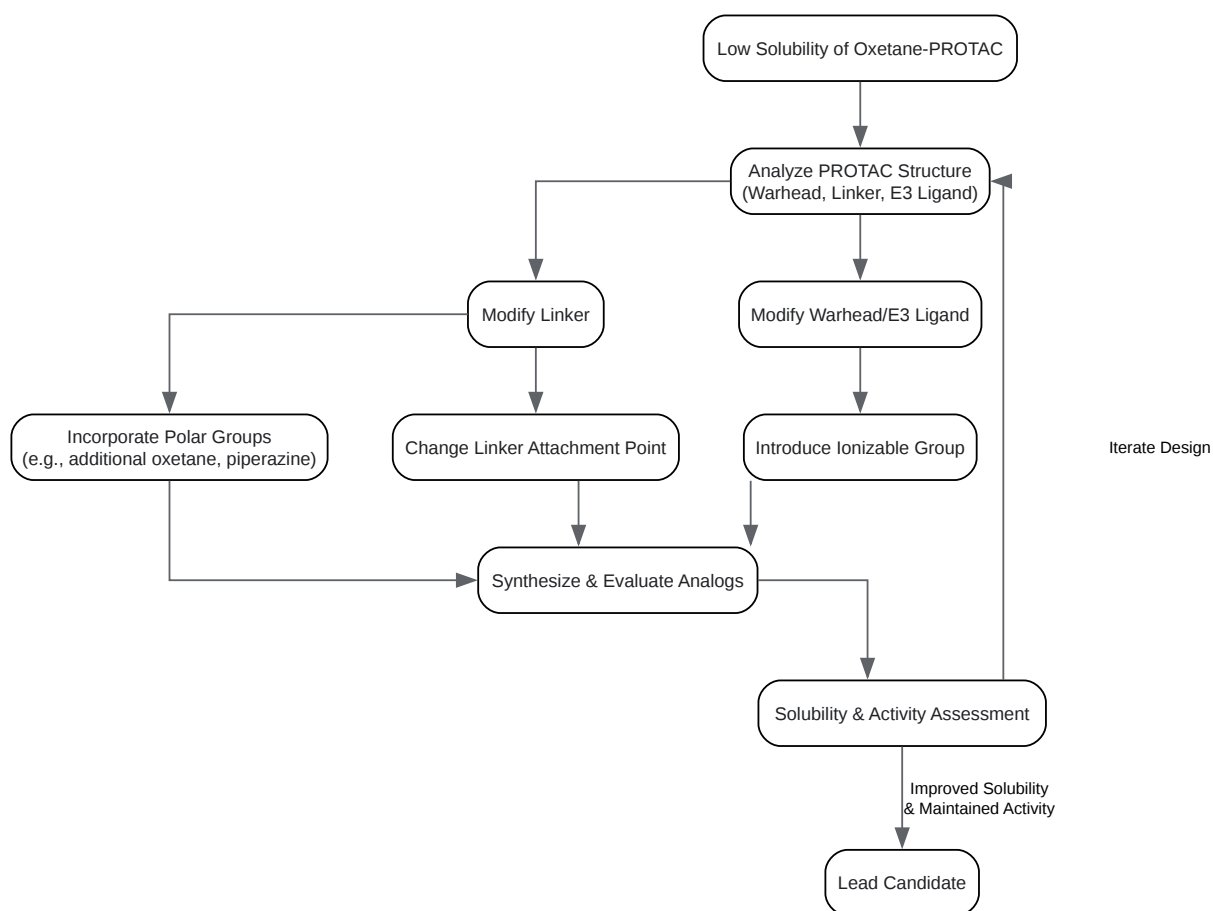 Low Solubility of Oxetane-PROTAC
Analyze PROTAC Structure
(Warhead, Linker, E3 Ligand)
Modify Linker
Modify Warhead/E3 Ligand
Incorporate Polar Groups
(e.g., additional oxetane, piperazine)
Change Linker Attachment Point
Introduce Ionizable Group
Iterate Design
Synthesize & Evaluate Analogs
Solubility & Activity Assessment
Improved Solubility
& Maintained Activity
Lead Candidate